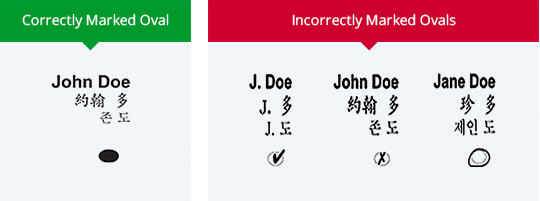 Correctly Marked Oval
John Doe
約翰 多
존 도
Incorrectly Marked Ovals
J. Doe
J. 多
J. 도
John Doe
約翰 多
존 도
Jane Doe
珍 多
제인 도